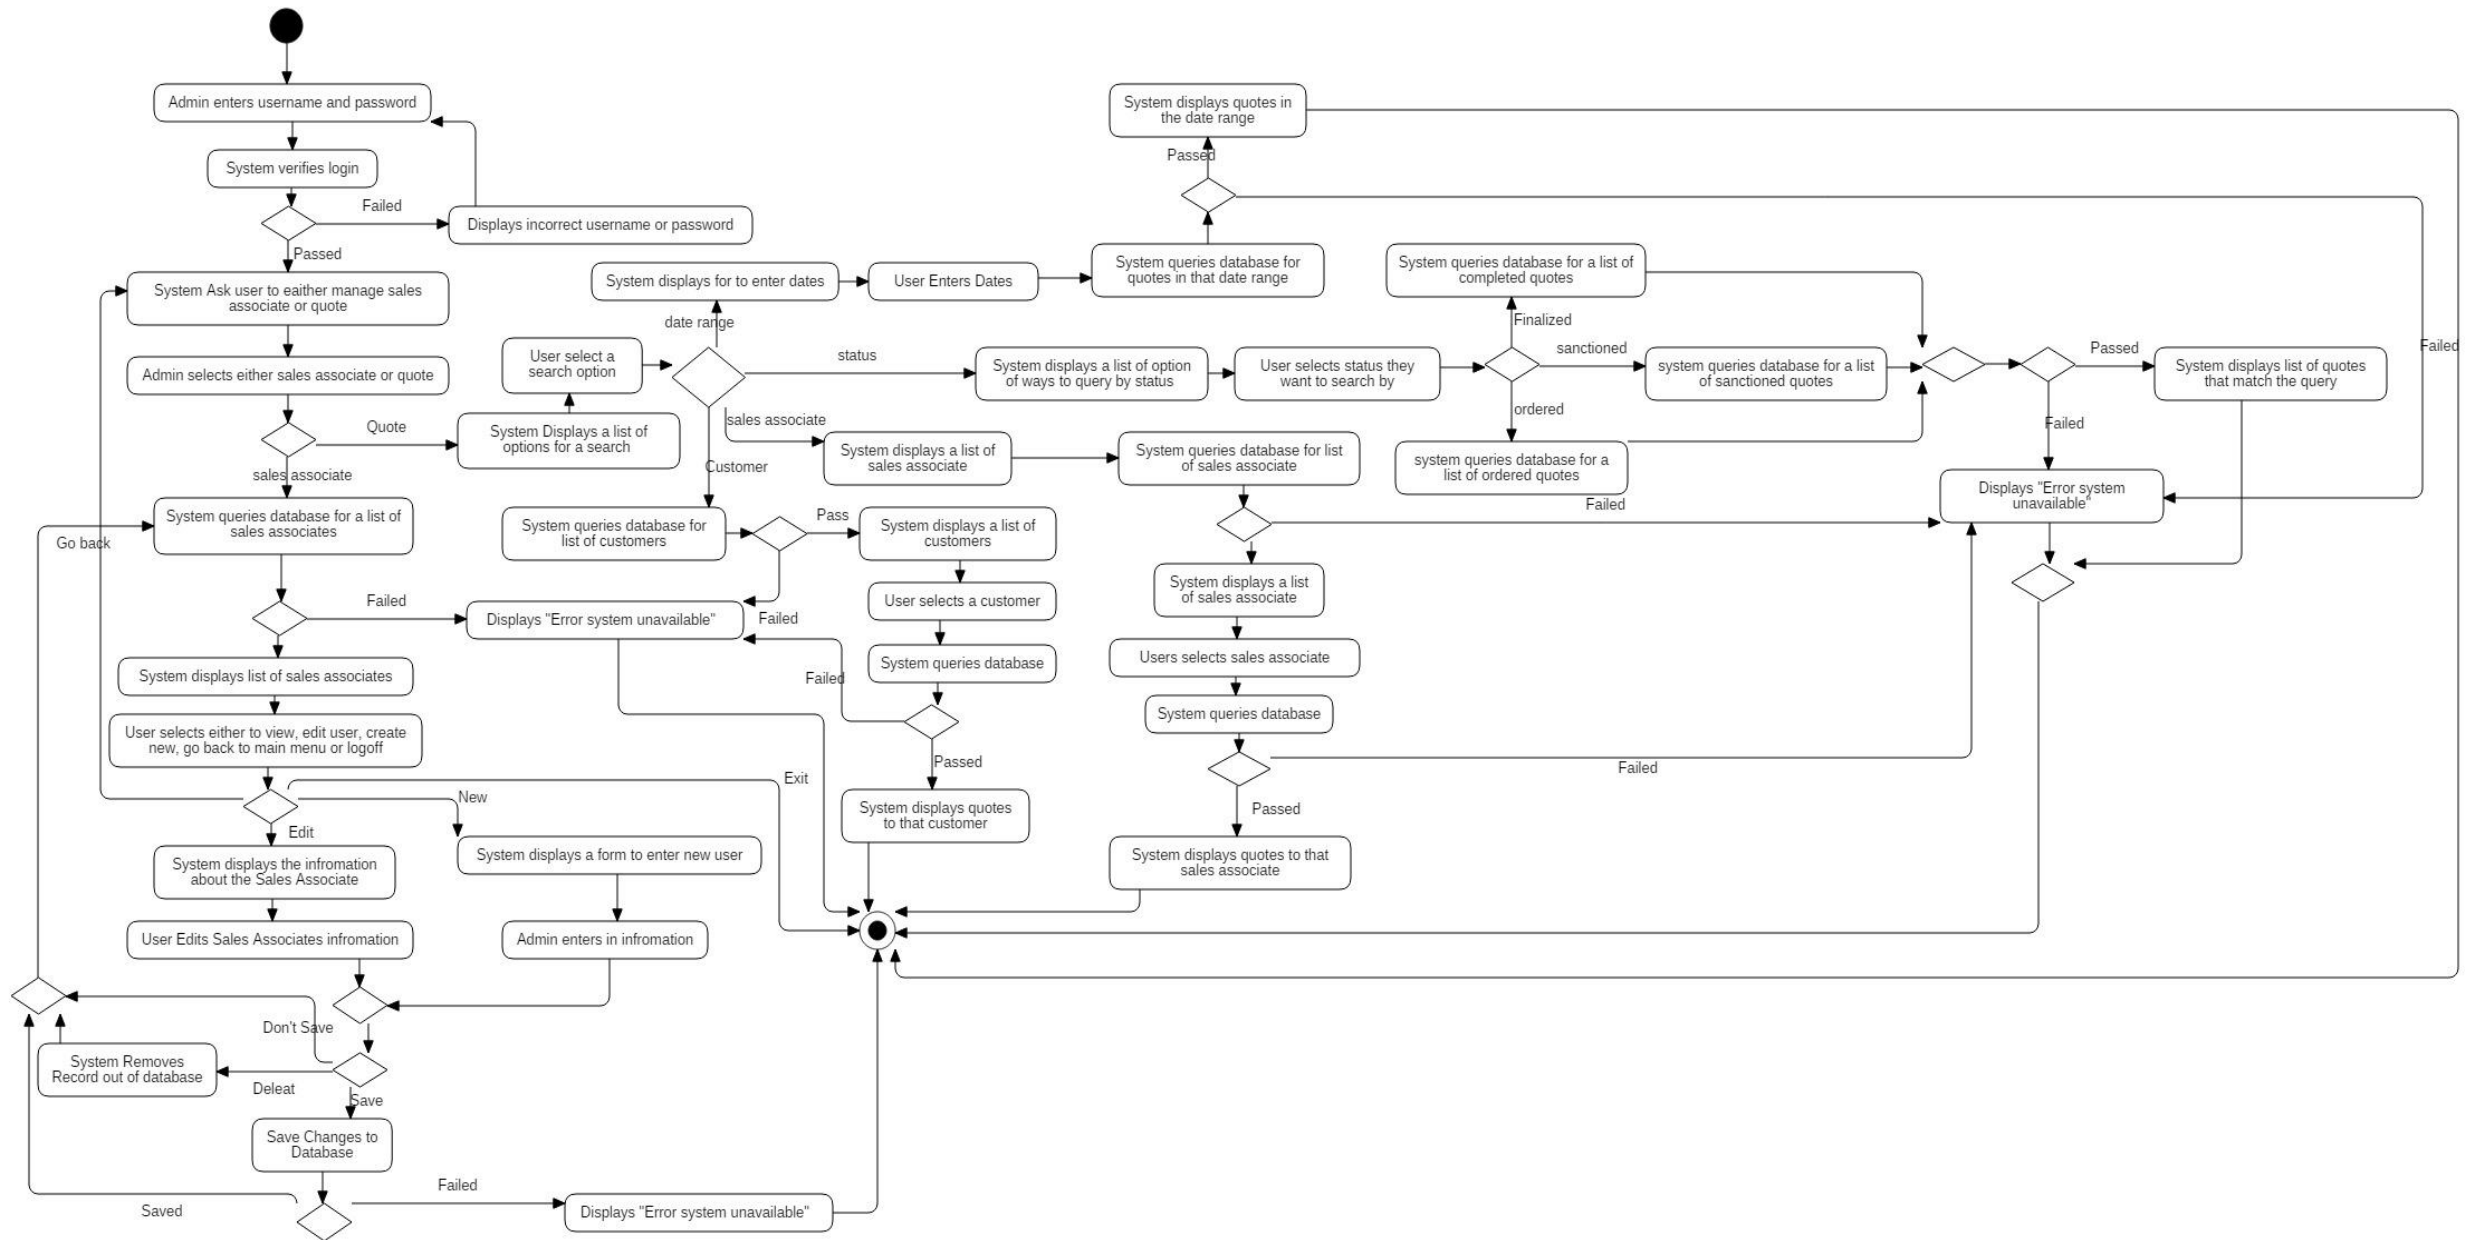 Admin enters username and password
System verifies login
Failed
Displays incorrect username or password
Passed
System Ask user to eaither manage sales
associate or quote
Admin selects either sales associate or quote
Quote
System Displays a list of
options for a search
User select a
search option
sales associate
System queries database for a list of
sales associates
Go back
Failed
Displays "Error system unavailable"
System displays list of sales associates
User selects either to view, edit user, create
new, go back to main menu or logoff
Exit
New
Edit
System displays the infromation
about the Sales Associate
System displays a form to enter new user
User Edits Sales Associates infromation
Admin enters in infromation
Don't Save
System Removes
Record out of database
Deleat
Save
Save Changes to
Database
Saved
Failed
Displays "Error system unavailable"
date range
System displays for to enter dates
User Enters Dates
System queries database for
quotes in that date range
Passed
System displays quotes in
the date range
Failed
status
System displays a list of option
of ways to query by status
User selects status they
want to search by
Finalized
System queries database for a list of
completed quotes
sanctioned
system queries database for a list
of sanctioned quotes
ordered
system queries database for a
list of ordered quotes
Passed
System displays list of quotes
that match the query
Failed
Displays "Error system
unavailable"
sales associate
System displays a list of
sales associate
System queries database for list
of sales associate
Failed
System displays a list
of sales associate
Users selects sales associate
System queries database
Failed
Passed
System displays quotes to that
sales associate
Customer
System queries database for
list of customers
Pass
System displays a list of
customers
Failed
User selects a customer
System queries database
Failed
Passed
System displays quotes
to that customer